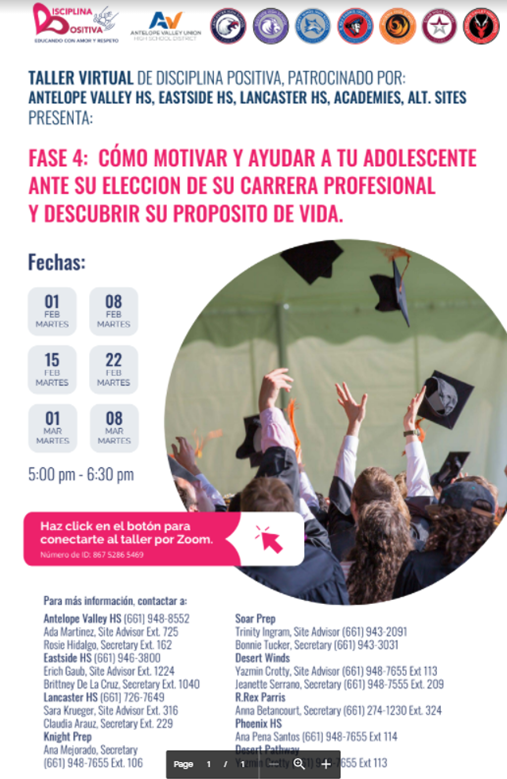 DISCIPLINA
POSITIVA
EDUCANDO CON AMOR Y RESPETO
AV
ANTELOPE VALLEY UNION
HIGH SCHOOL DISTRICT
TALLER VIRTUAL DE DISCIPLINA POSITIVA, PATROCINADO POR:
ANTELOPE VALLEY HS, EASTSIDE HS, LANCASTER HS, ACADEMIES, ALT. SITES
PRESENTA:
FASE 4: CÓMO MOTIVAR Y AYUDAR A TU ADOLESCENTE
ANTE SU ELECCION DE SU CARRERA PROFESIONAL
Y DESCUBRIR SU PROPOSITO DE VIDA.
Fechas:
01 FEB MARTES
08 FEB MARTES
15 FEB MARTES
22 FEB MARTES
01 MAR MARTES
08 MAR MARTES
5:00 pm - 6:30 pm
Haz click en el botón para
conectarte al taller por Zoom.
Número de ID: 867 5286 5469
Para más información, contactar a:
Antelope Valley HS (661) 948-8552
Ada Martinez, Site Advisor Ext. 725
Rosie Hidalgo, Secretary Ext. 162
Eastside HS (661) 946-3800
Erich Gaub, Site Advisor Ext. 1224
Brittney De La Cruz, Secretary Ext. 1040
Lancaster HS (661) 726-7649
Sara Krueger, Site Advisor Ext. 316
Claudia Arauz, Secretary Ext. 229
Knight Prep
Ana Mejorado, Secretary
(661) 948-7655 Ext. 106
Soar Prep
Trinity Ingram, Site Advisor (661) 943-2091
Bonnie Tucker, Secretary (661) 943-3031
Desert Winds
Yazmin Crotty, Site Advisor (661) 948-7655 Ext 113
Jeanette Serrano, Secretary (661) 948-7555 Ext. 209
R.Rex Parris
Anna Betancourt, Secretary (661) 274-1230 Ext. 324
Phoenix HS
Ana Pena Santos (661) 948-7655 Ext 114
Desert Pathway
Yazmin Crotty 7655 Ext 113
Page 1 / 1